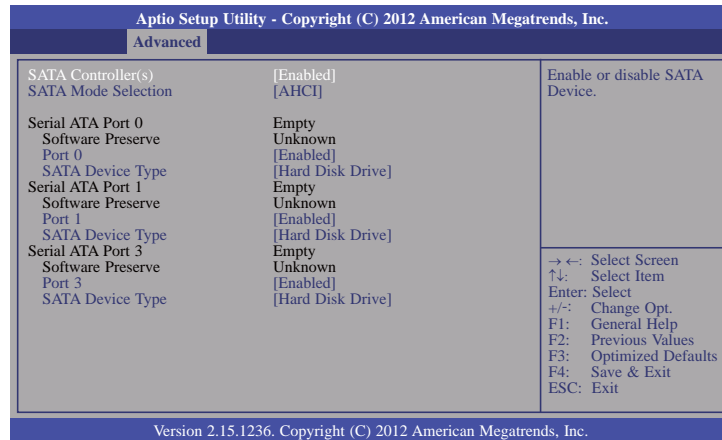 Aptio Setup Utility - Copyright (C) 2012 American Megatrends, Inc.
Advanced
SATA Controller(s) [Enabled]
SATA Mode Selection [AHCI]
Serial ATA Port 0 Empty
Software Preserve Unknown
Port 0 [Enabled]
SATA Device Type [Hard Disk Drive]
Serial ATA Port 1 Empty
Software Preserve Unknown
Port 1 [Enabled]
SATA Device Type [Hard Disk Drive]
Serial ATA Port 3 Empty
Software Preserve Unknown
Port 3 [Enabled]
SATA Device Type [Hard Disk Drive]
Enable or disable SATA
Device.
→ ←: Select Screen
↑↓: Select Item
Enter: Select
+/-: Change Opt.
F1: General Help
F2: Previous Values
F3: Optimized Defaults
F4: Save & Exit
ESC: Exit
Version 2.15.1236. Copyright (C) 2012 American Megatrends, Inc.